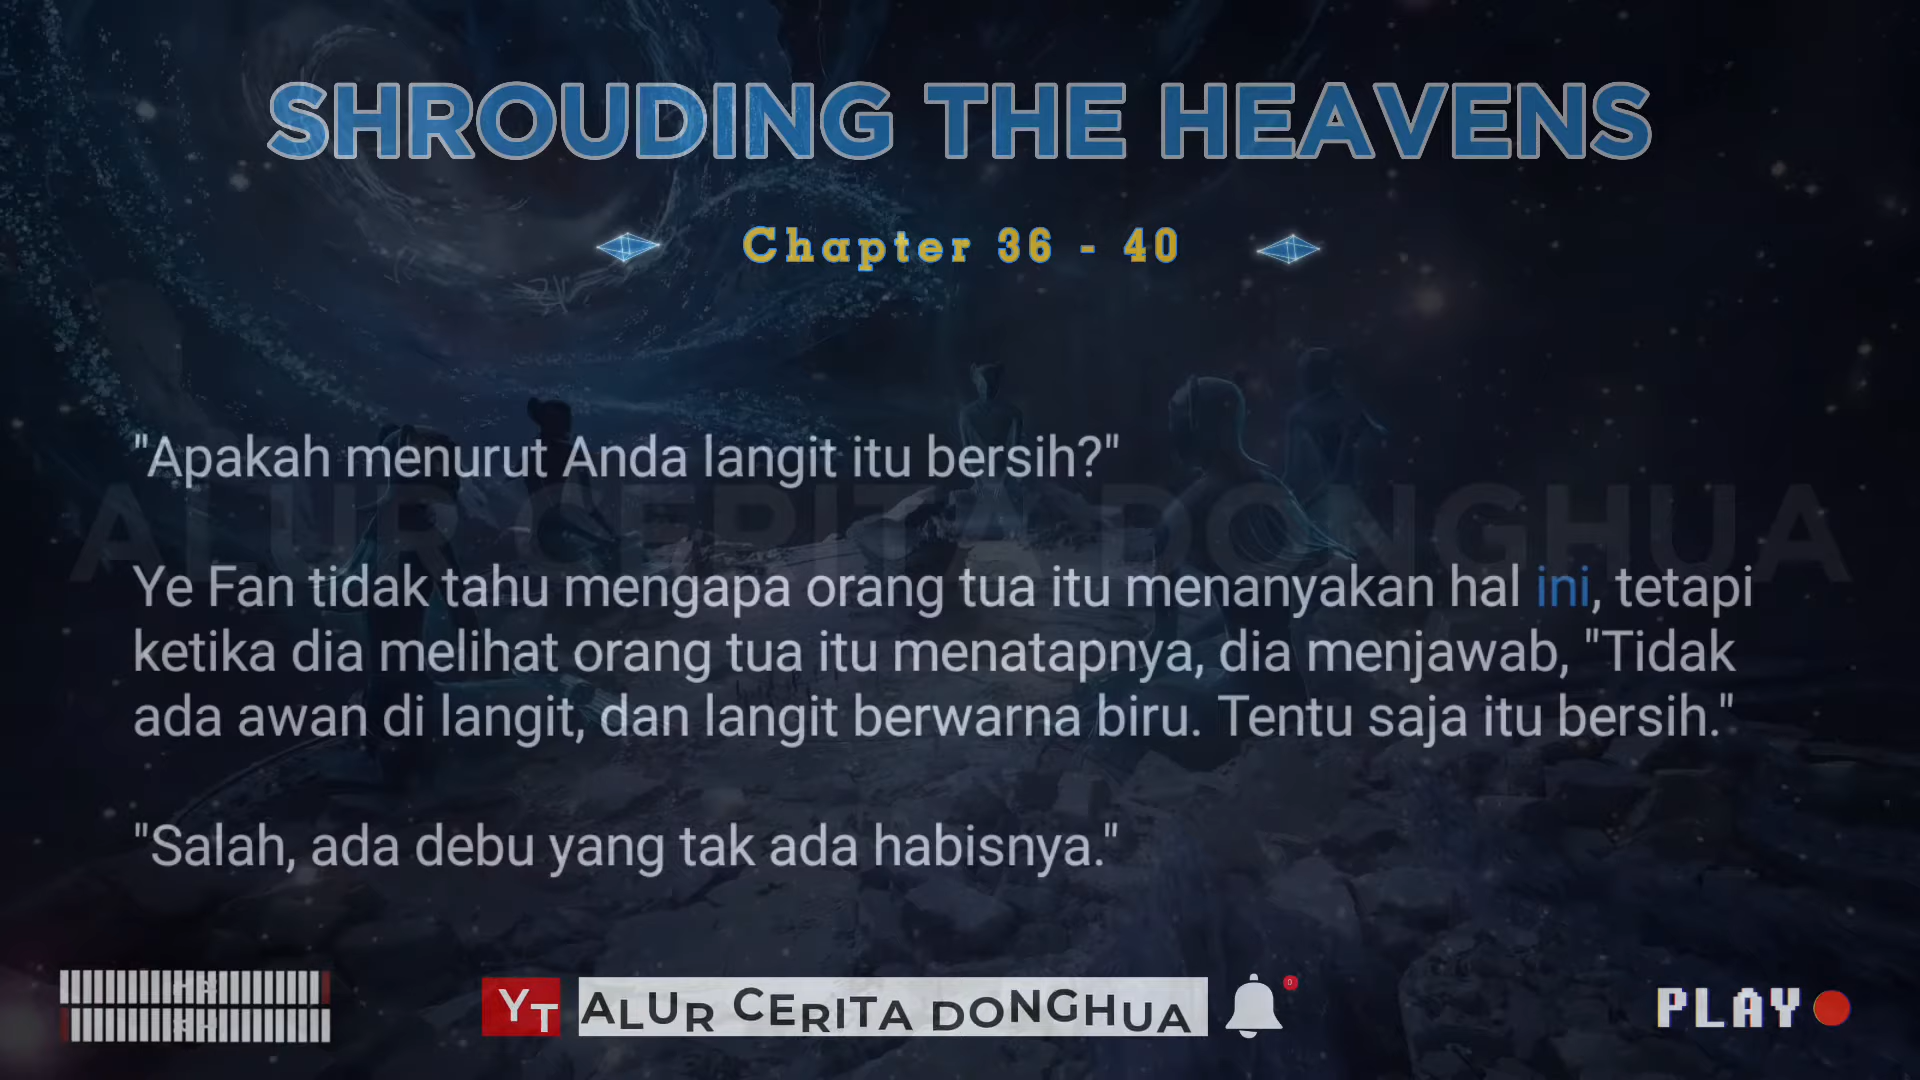 SHROUDING THE HEAVENS
Chapter 36 - 40
"Apakah menurut Anda langit itu bersih?"
ALUR CERITA DONGHUA
Ye Fan tidak tahu mengapa orang tua itu menanyakan hal ini, tetapi
ketika dia melihat orang tua itu menatapnya, dia menjawab, "Tidak
ada awan di langit, dan langit berwarna biru. Tentu saja itu bersih."
"Salah, ada debu yang tak ada habisnya."
YT ALUR CERITA DONGHUA
PLAY